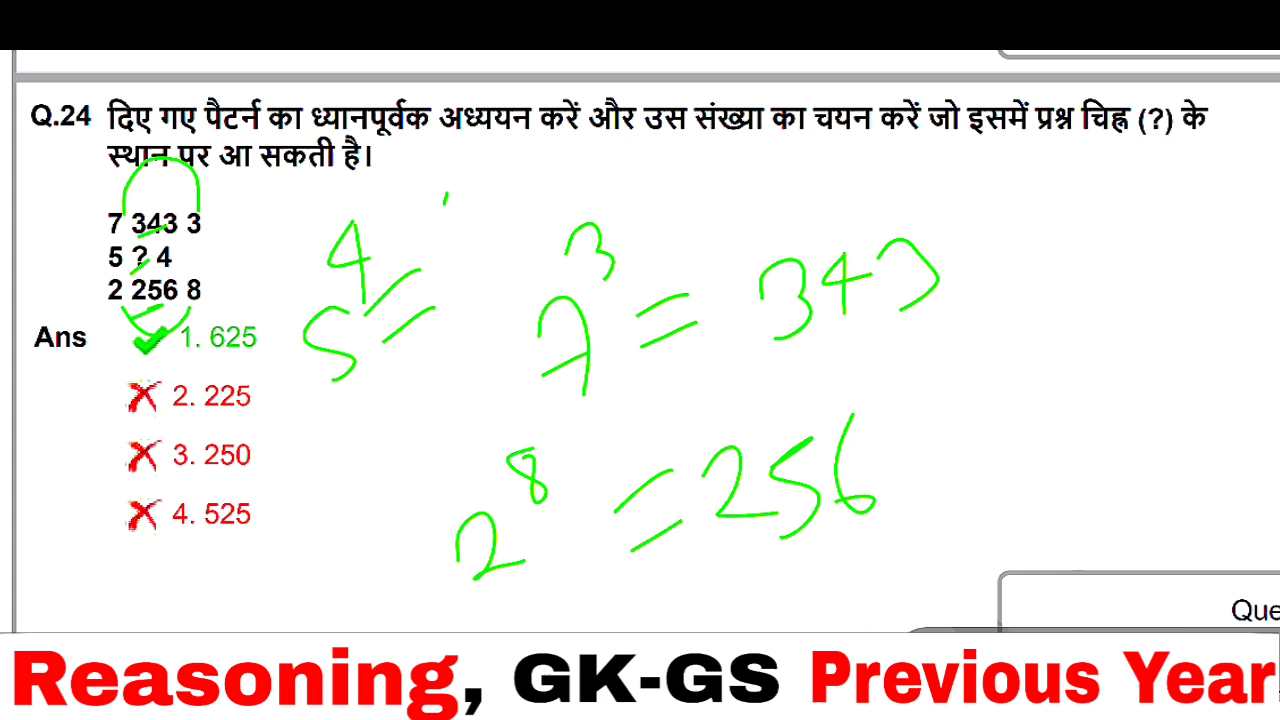 Q.24 दिए गए पैटर्न का ध्यानपूर्वक अध्ययन करें और उस संख्या का चयन करें जो इसमें प्रश्न चिह्न (?) के
स्थान पर आ सकती है।
7 343 3
5 ? 4
2 256 8
5^4 =
7^3 = 343
2^8 = 256
Ans 1. 625
2. 225
3. 250
4. 525
Que
Reasoning, GK-GS Previous Year